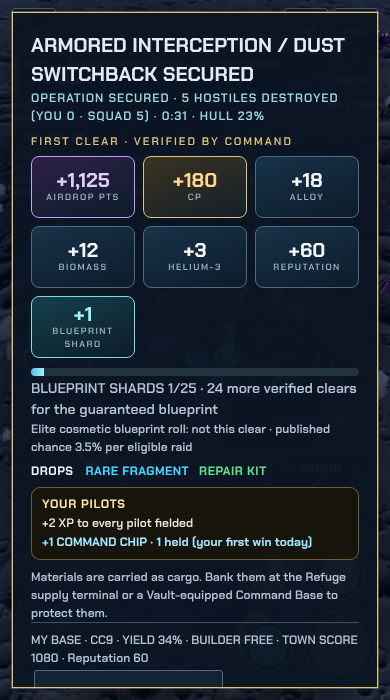 ARMORED INTERCEPTION / DUST
SWITCHBACK SECURED
OPERATION SECURED · 5 HOSTILES DESTROYED
(YOU 0 · SQUAD 5) · 0:31 · HULL 23%
FIRST CLEAR · VERIFIED BY COMMAND
+1,125
AIRDROP PTS
+180
CP
+18
ALLOY
+12
BIOMASS
+3
HELIUM-3
+60
REPUTATION
+1
BLUEPRINT
SHARD
BLUEPRINT SHARDS 1/25 · 24 more verified clears
for the guaranteed blueprint
Elite cosmetic blueprint roll: not this clear · published
chance 3.5% per eligible raid
DROPS RARE FRAGMENT REPAIR KIT
YOUR PILOTS
+2 XP to every pilot fielded
+1 COMMAND CHIP · 1 held (your first win today)
Materials are carried as cargo. Bank them at the Refuge
supply terminal or a Vault-equipped Command Base to
protect them.
MY BASE · CC9 · YIELD 34% · BUILDER FREE · TOWN SCORE
1080 · Reputation 60